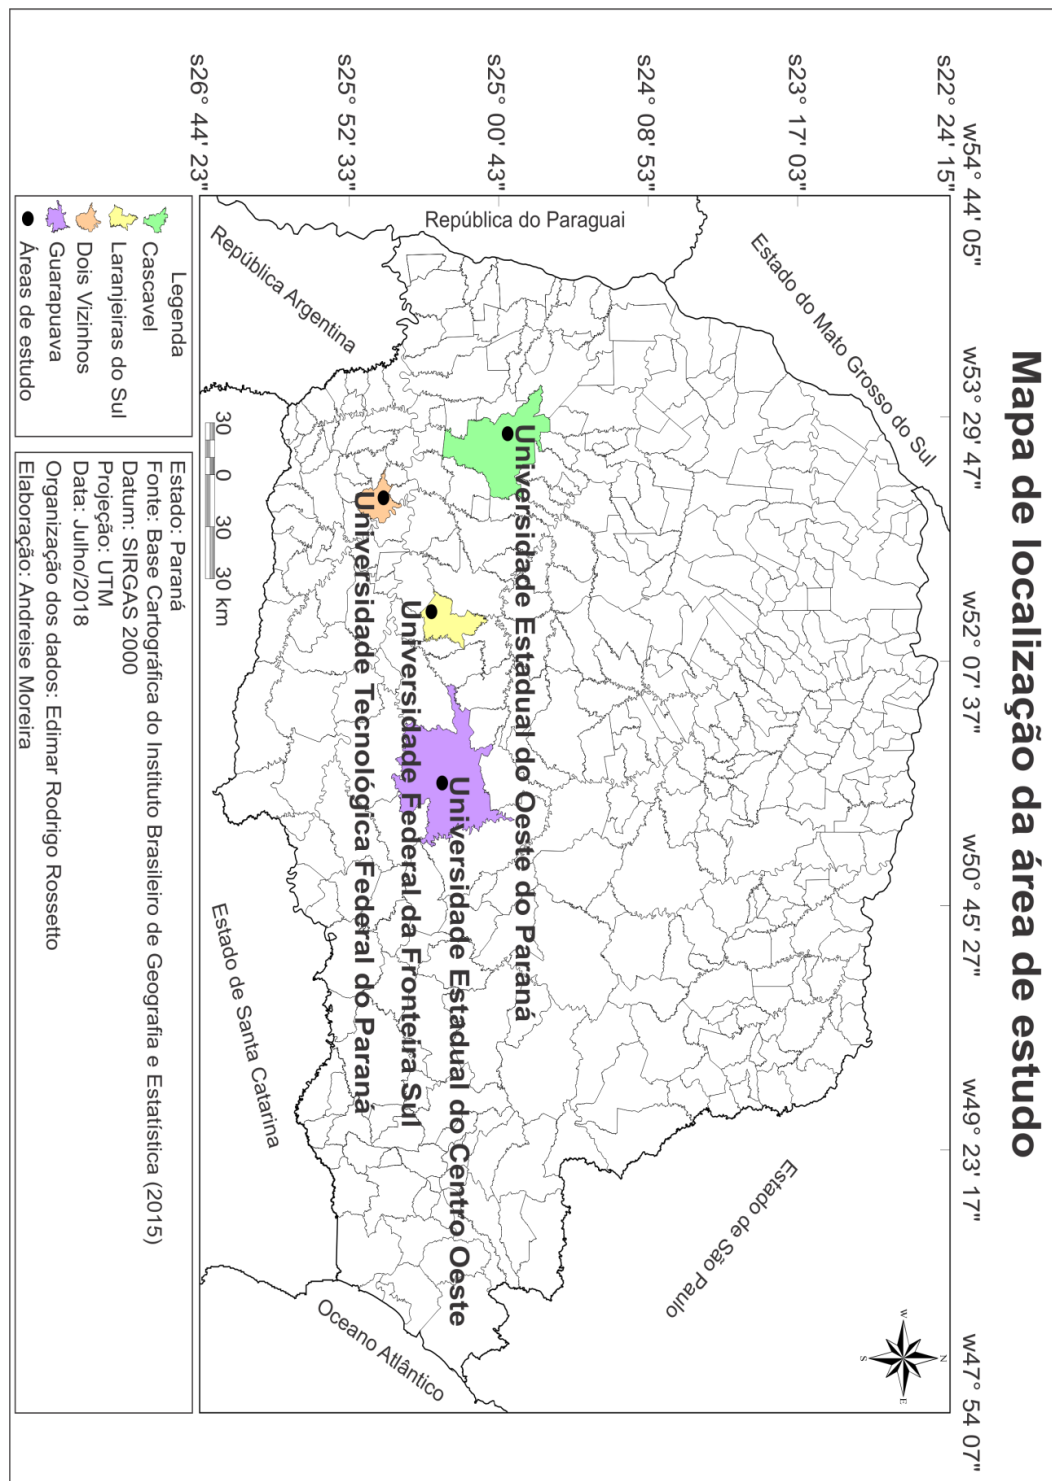 Mapa de localização da área de estudo
w54° 44' 05"
w53° 29' 47"
w52° 07' 37"
w50° 45' 27"
w49° 23' 17"
w47° 54' 07"
s22° 24' 15"
s23° 17' 03"
s24° 08' 53"
s25° 00' 43"
s25° 52' 33"
s26° 44' 23"
N
W
E
S
Estado do Mato Grosso do Sul
Estado de São Paulo
República do Paraguai
República Argentina
Estado de Santa Catarina
Oceano Atlântico
Universidade Estadual do Oeste do Paraná
Universidade Estadual do Centro Oeste
Universidade Federal da Fronteira Sul
Universidade Tecnológica Federal do Paraná
30 0 30 30 km
Legenda
Cascavel
Laranjeiras do Sul
Dois Vizinhos
Guarapuava
Áreas de estudo
Estado: Paraná
Fonte: Base Cartográfica do Instituto Brasileiro de Geografia e Estatística (2015)
Datum: SIRGAS 2000
Projeção: UTM
Data: Julho/2018
Organização dos dados: Edimar Rodrigo Rossetto
Elaboração: Andreise Moreira